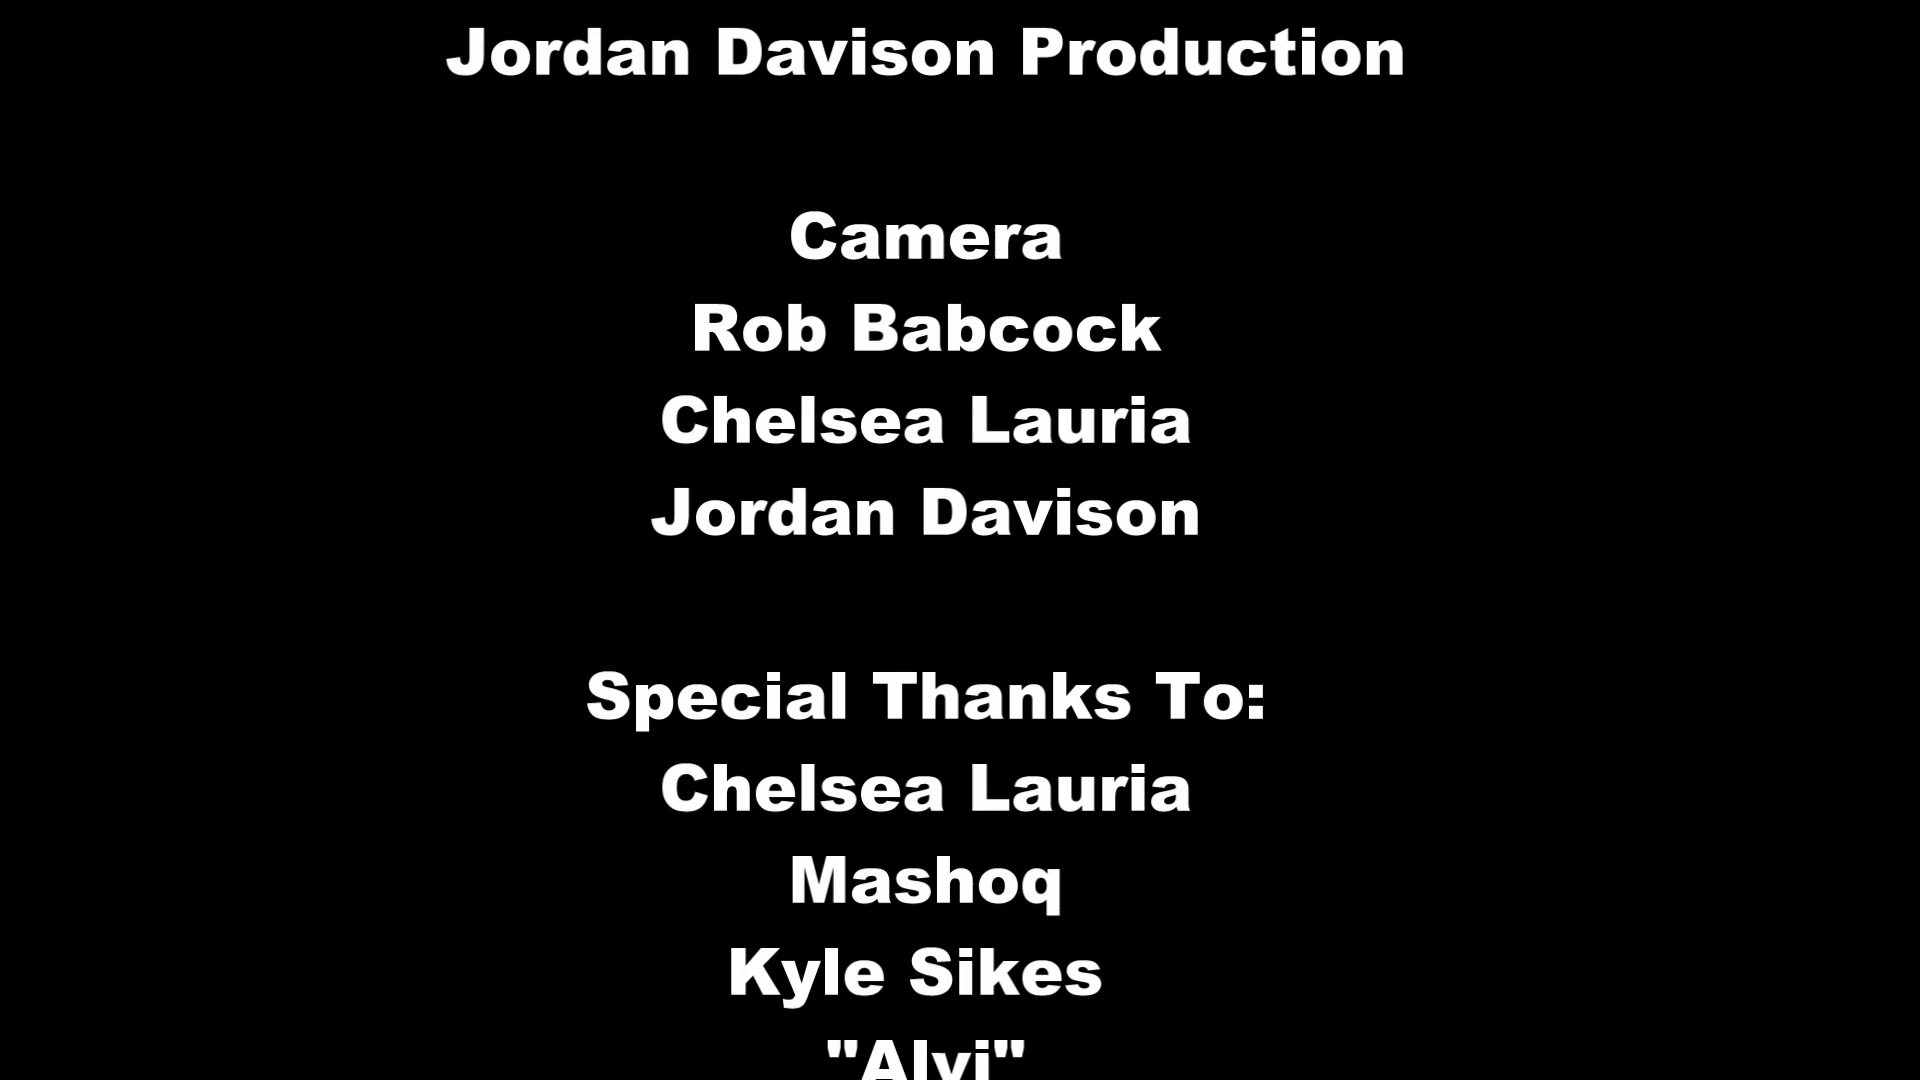 Jordan Davison Production
Camera
Rob Babcock
Chelsea Lauria
Jordan Davison
Special Thanks To:
Chelsea Lauria
Mashoq
Kyle Sikes